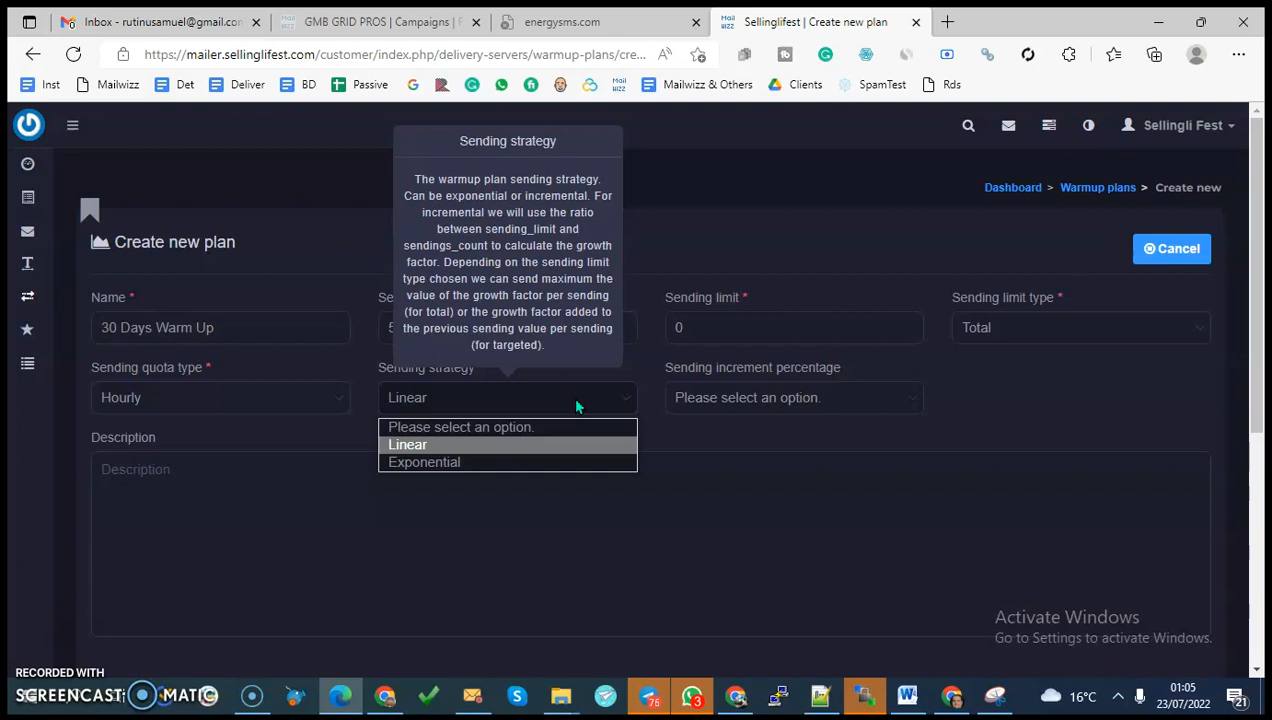 Inbox - rutinusamuel@gmail.con
GMB GRID PROS | Campaigns | F
energysms.com
Sellinglifest | Create new plan
https://mailer.sellinglifest.com/customer/index.php/delivery-servers/warmup-plans/cre...
Inst
Mailwizz
Det
Deliver
BD
Passive
Mailwizz & Others
Clients
SpamTest
Rds
Sellingli Fest
Sending strategy
The warmup plan sending strategy.
Can be exponential or incremental. For
incremental we will use the ratio
between sending_limit and
sendings_count to calculate the growth
factor. Depending on the sending limit
type chosen we can send maximum the
value of the growth factor per sending
(for total) or the growth factor added to
the previous sending value per sending
(for targeted).
Dashboard > Warmup plans > Create new
Create new plan
Cancel
Name *
Sending limit *
Sending limit type *
30 Days Warm Up
0
Total
Sending quota type *
Sending strategy
Sending increment percentage
Hourly
Linear
Please select an option.
Please select an option.
Linear
Exponential
Description
Description
Activate Windows
Go to Settings to activate Windows.
RECORDED WITH
SCREENCAST MATIC
76
3
16°C
01:05
23/07/2022
21